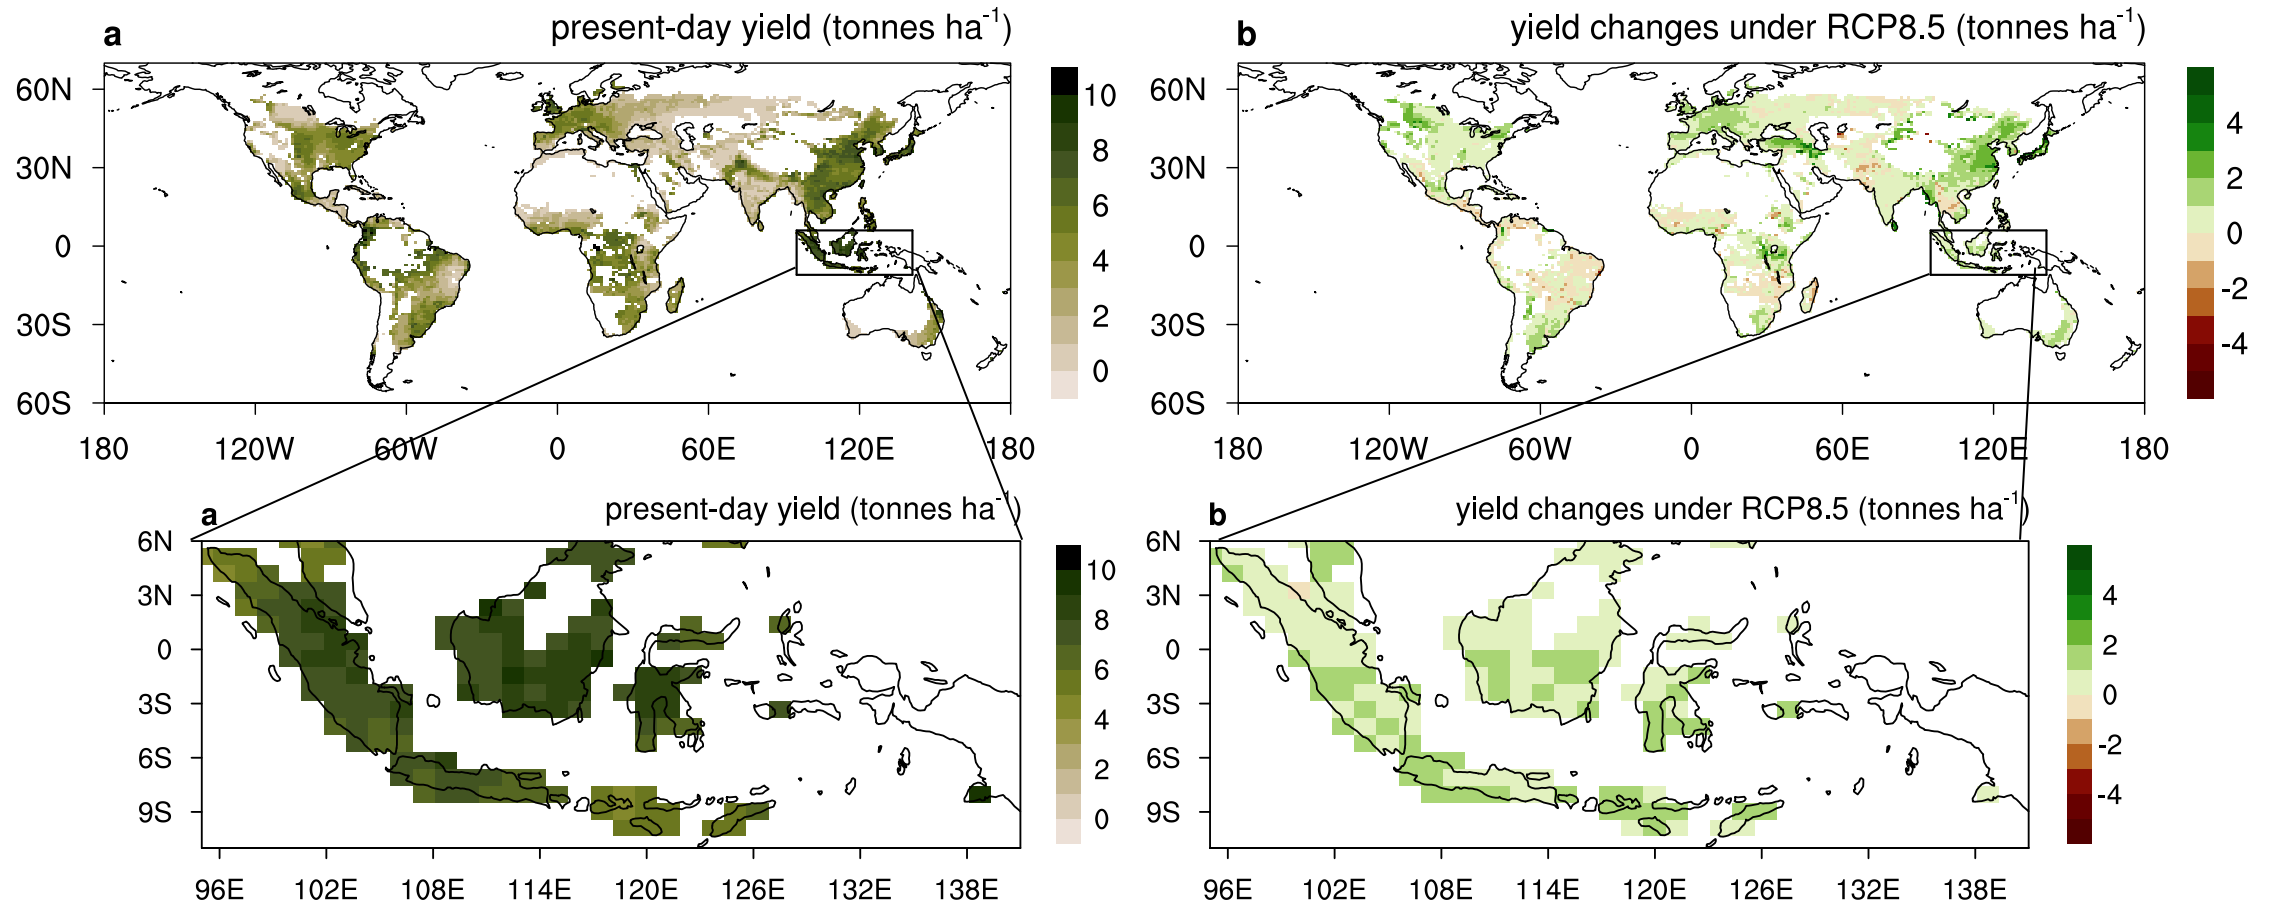 a present-day yield (tonnes ha-1)
60N
30N
0
30S
60S
180 120W 60W 0 60E 120E 180
10
8
6
4
2
0
b yield changes under RCP8.5 (tonnes ha-1)
60N
30N
0
30S
60S
180 120W 60W 0 60E 120E 180
4
2
0
-2
-4
a present-day yield (tonnes ha-1)
6N
3N
0
3S
6S
9S
96E 102E 108E 114E 120E 126E 132E 138E
10
8
6
4
2
0
b yield changes under RCP8.5 (tonnes ha-1)
6N
3N
0
3S
6S
9S
96E 102E 108E 114E 120E 126E 132E 138E
4
2
0
-2
-4